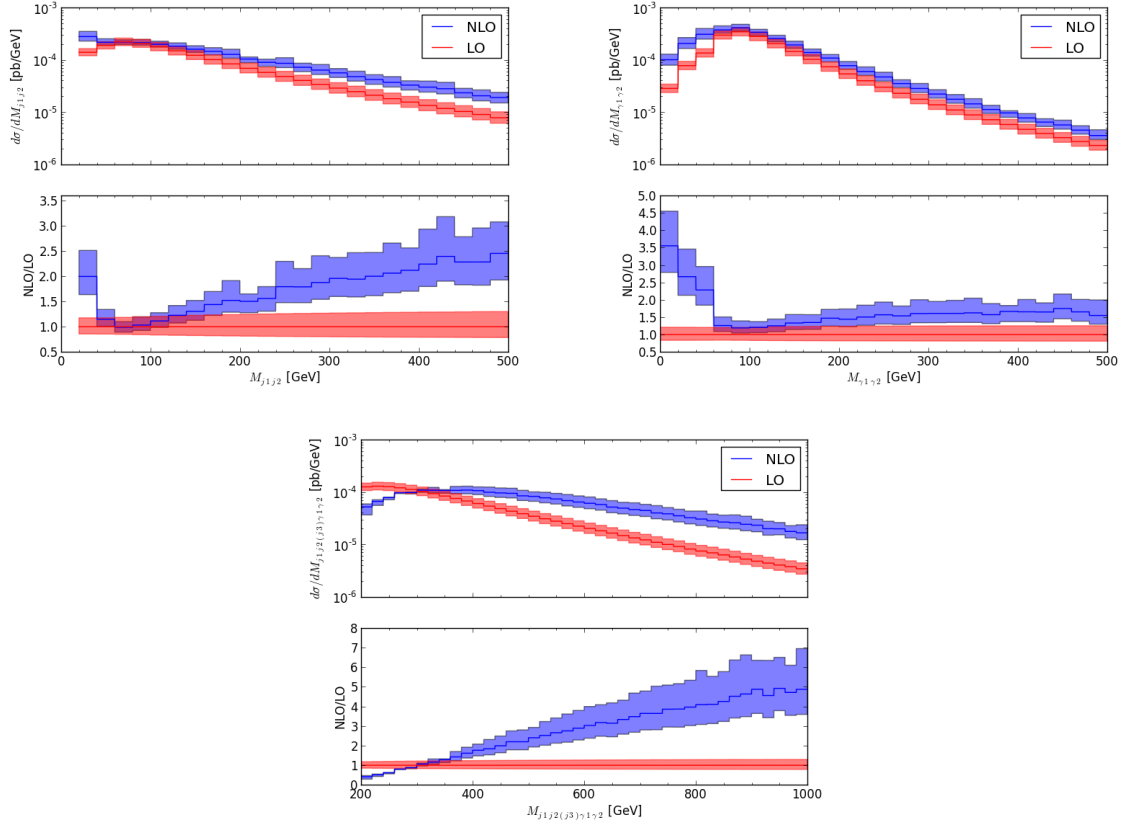 dσ/dM_{j1j2} [pb/GeV]
10^{-3}
10^{-4}
10^{-5}
10^{-6}
NLO
LO
NLO/LO
3.5
3.0
2.5
2.0
1.5
1.0
0.5
0 100 200 300 400 500
M_{j1j2} [GeV]
dσ/dM_{γ1γ2} [pb/GeV]
10^{-3}
10^{-4}
10^{-5}
10^{-6}
NLO
LO
NLO/LO
5.0
4.5
4.0
3.5
3.0
2.5
2.0
1.5
1.0
0.5
0 100 200 300 400 500
M_{γ1γ2} [GeV]
dσ/dM_{j1j2(j3)γ1γ2} [pb/GeV]
10^{-3}
10^{-4}
10^{-5}
10^{-6}
NLO
LO
NLO/LO
8
7
6
5
4
3
2
1
0
200 400 600 800 1000
M_{j1j2(j3)γ1γ2} [GeV]